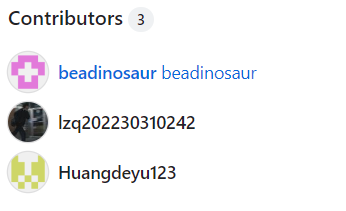 Contributors 3
beadinosaur beadinosaur
lzq202230310242
Huangdeyu123